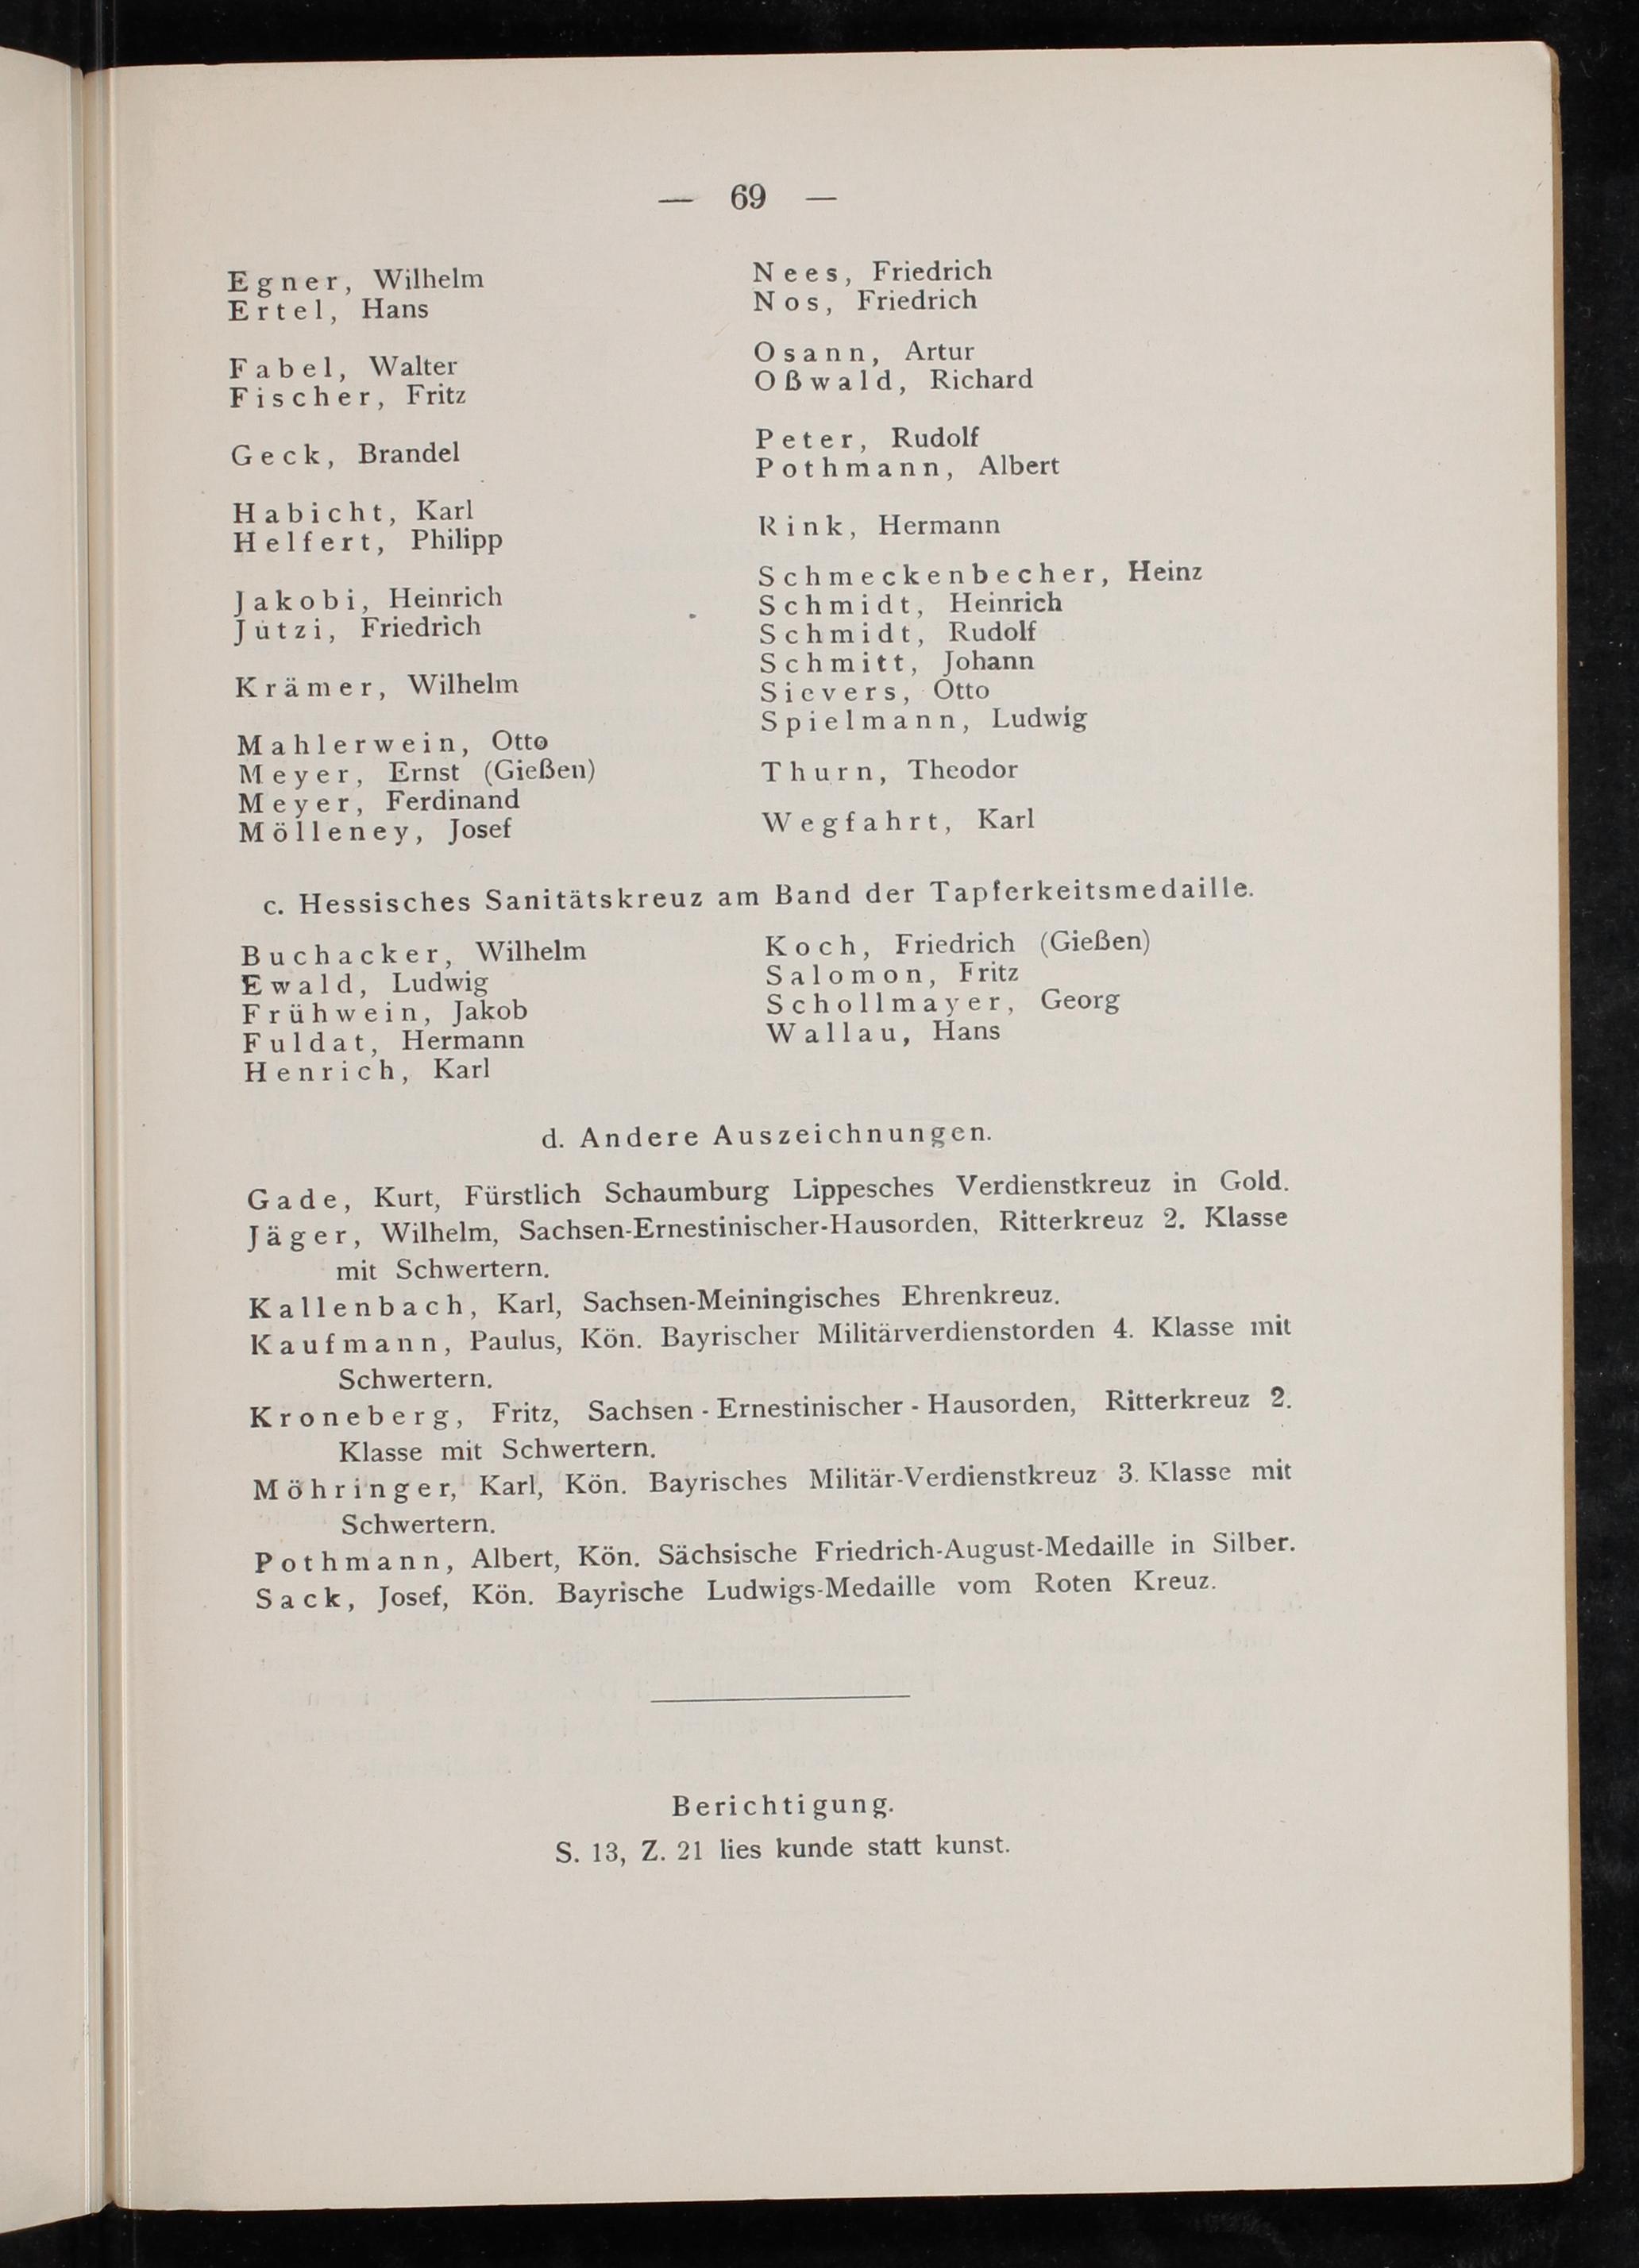 — 69 —
Egner, Wilhelm
Ertel, Hans
Fabel, Walter
Fischer, Fritz
Geck, Brandel
Habicht, Karl
Helfert, Philipp
Jakobi, Heinrich
Jutzi, Friedrich
Krämer, Wilhelm
Mahlerwein, Otto
Meyer, Ernst (Gießen)
Meyer, Ferdinand
Mölleney, Josef
Nees, Friedrich
Nos, Friedrich
Osann, Artur
Oßwald, Richard
Peter, Rudolf
Pothmann, Albert
Rink, Hermann
Schmeckenbecher, Heinz
Schmidt, Heinrich
Schmidt, Rudolf
Schmitt, Johann
Sievers, Otto
Spielmann, Ludwig
Thurn, Theodor
Wegfahrt, Karl
c. Hessisches Sanitätskreuz am Band der Tapferkeitsmedaille.
Buchacker, Wilhelm
Ewald, Ludwig
Frühwein, Jakob
Fuldat, Hermann
Henrich, Karl
Koch, Friedrich (Gießen)
Salomon, Fritz
Schollmayer, Georg
Wallau, Hans
d. Andere Auszeichnungen.
Gade, Kurt, Fürstlich Schaumburg Lippesches Verdienstkreuz in Gold.
Jäger, Wilhelm, Sachsen-Ernestinischer-Hausorden, Ritterkreuz 2. Klasse
mit Schwertern.
Kallenbach, Karl, Sachsen-Meiningisches Ehrenkreuz.
Kaufmann, Paulus, Kön. Bayrischer Militärverdienstorden 4. Klasse mit
Schwertern.
Kroneberg, Fritz, Sachsen - Ernestinischer - Hausorden, Ritterkreuz 2.
Klasse mit Schwertern.
Möhringer, Karl, Kön. Bayrisches Militär-Verdienstkreuz 3. Klasse mit
Schwertern.
Pothmann, Albert, Kön. Sächsische Friedrich-August-Medaille in Silber.
Sack, Josef, Kön. Bayrische Ludwigs-Medaille vom Roten Kreuz.
Berichtigung.
S. 13, Z. 21 lies kunde statt kunst.